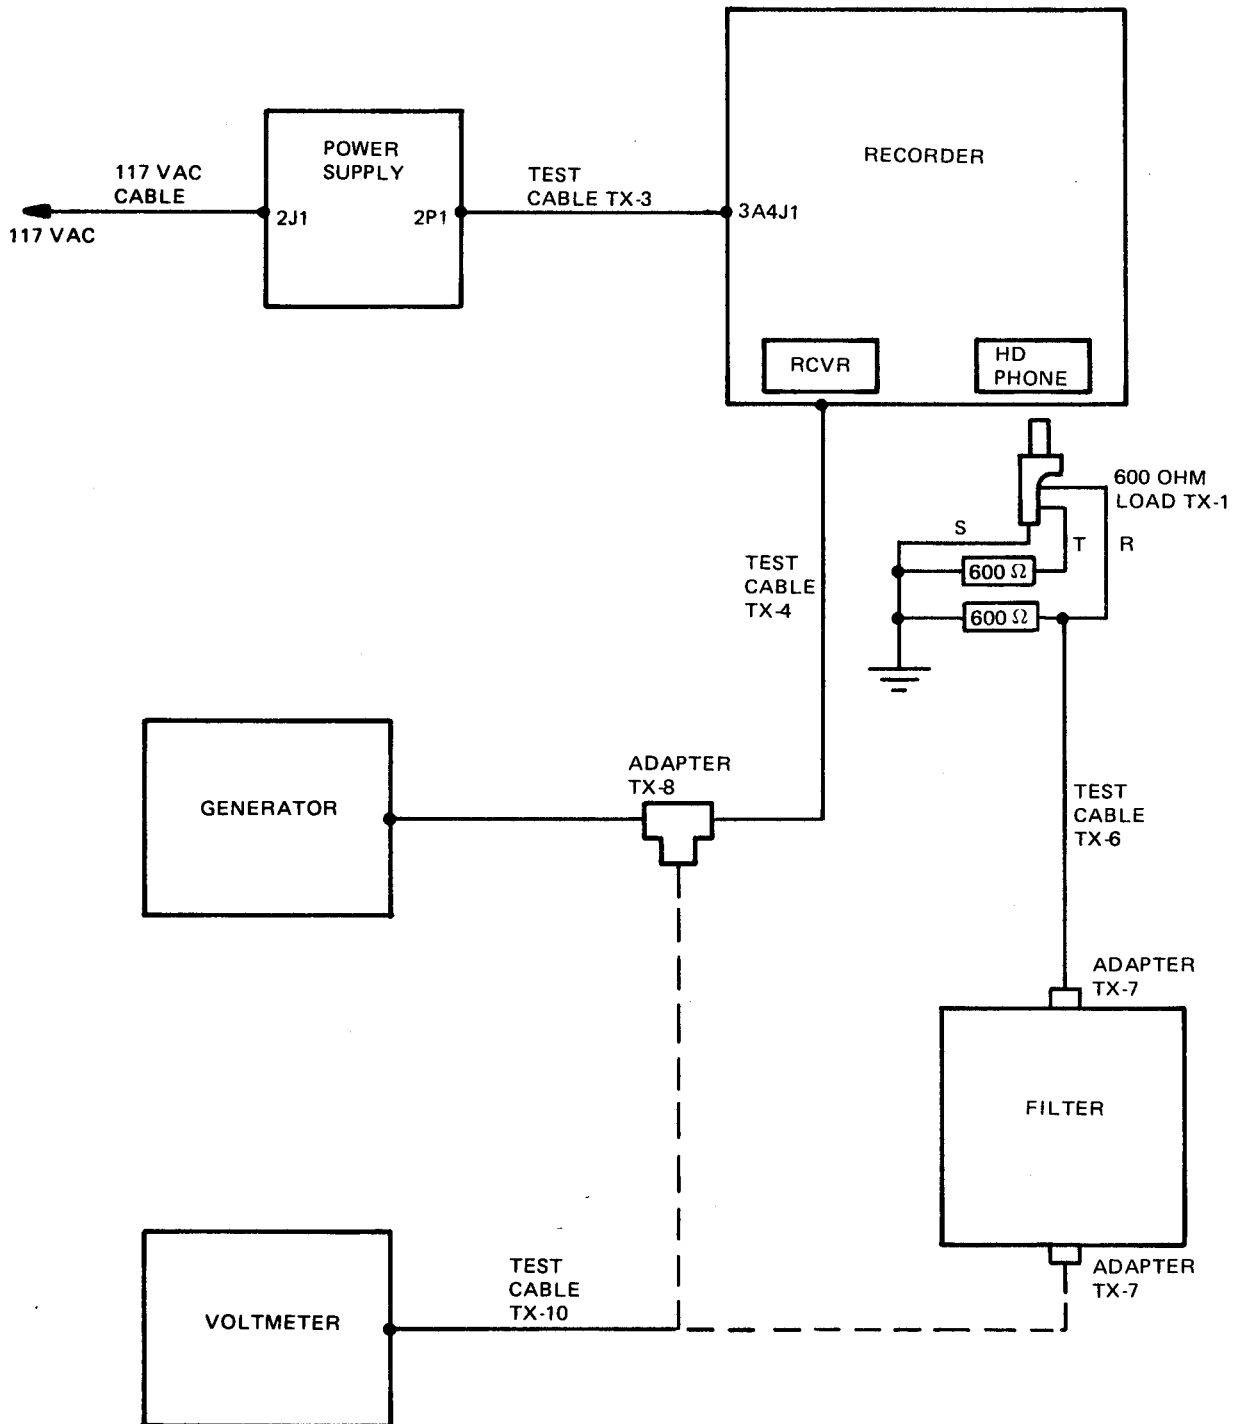 117 VAC
CABLE
117 VAC
POWER
SUPPLY
2J1
2P1
TEST
CABLE TX-3
RECORDER
3A4J1
RCVR
HD
PHONE
600 OHM
LOAD TX-1
S
T
R
600 Ω
600 Ω
TEST
CABLE
TX-4
GENERATOR
ADAPTER
TX-8
TEST
CABLE
TX-6
ADAPTER
TX-7
FILTER
ADAPTER
TX-7
TEST
CABLE
TX-10
VOLTMETER